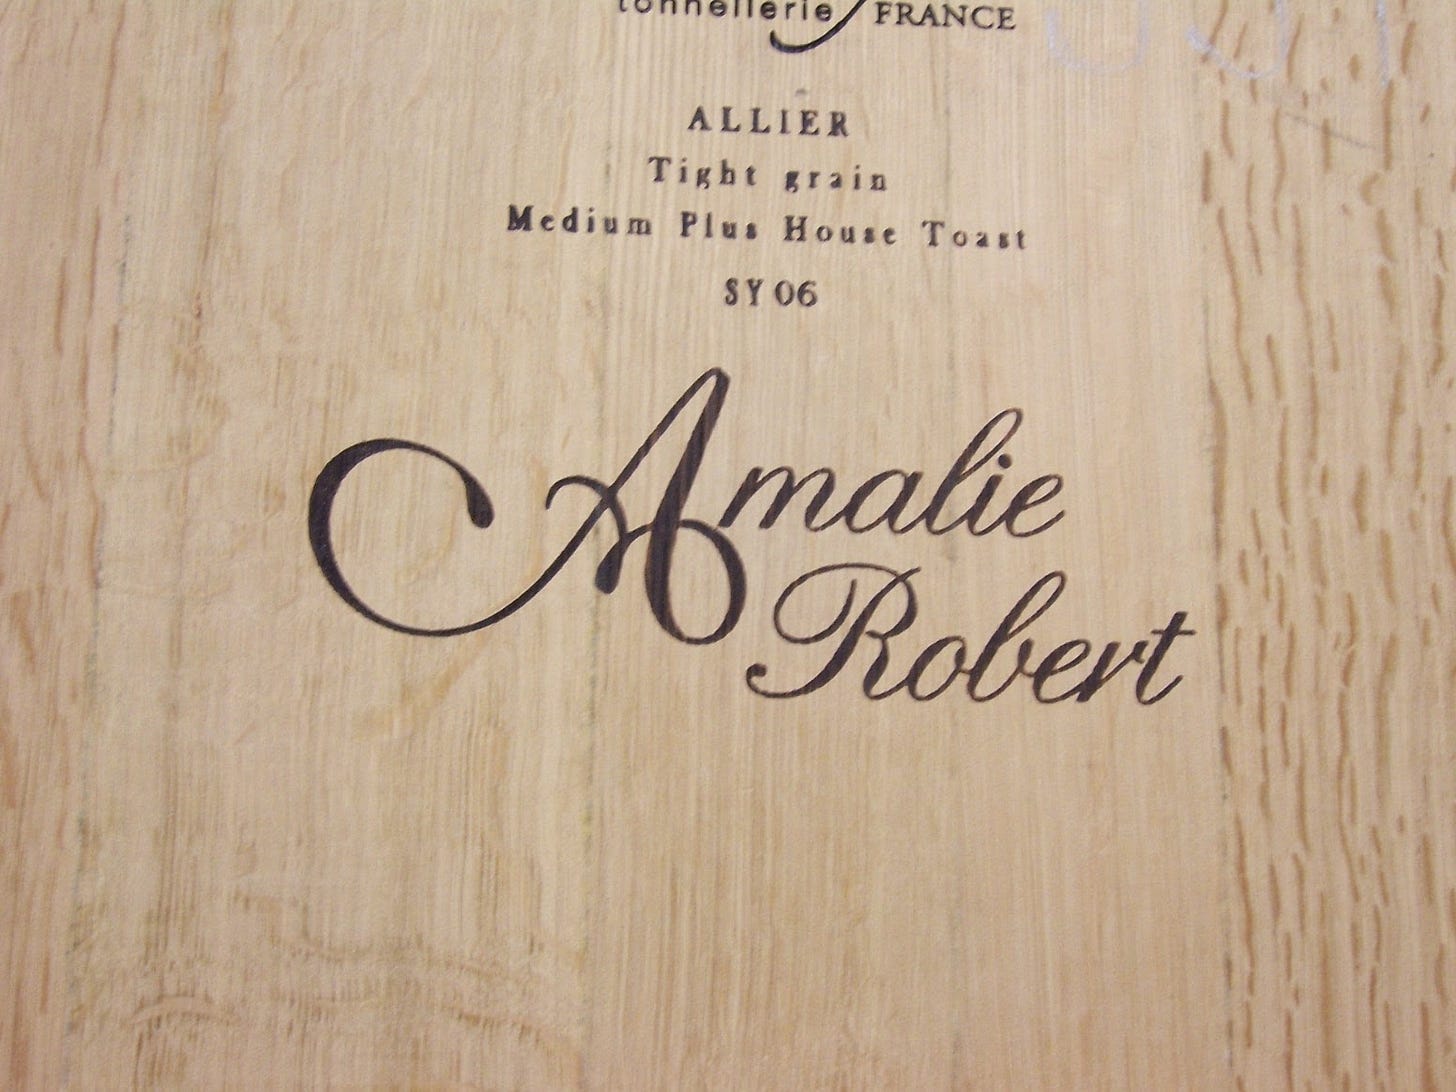 tonnellerie FRANCE
ALLIER
Tight grain
Medium Plus House Toast
SY 06
Amalie
Robert